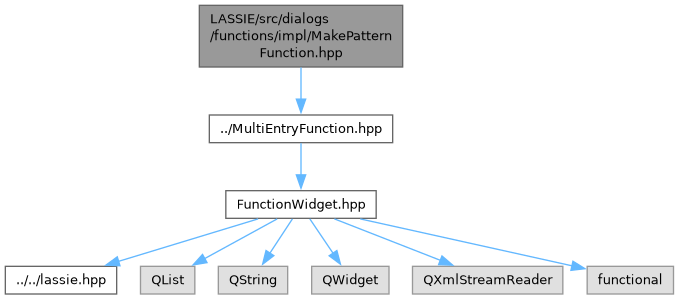 LASSIE/src/dialogs
/functions/impl/MakePattern
Function.hpp
../MultiEntryFunction.hpp
FunctionWidget.hpp
../../lassie.hpp
QList
QString
QWidget
QXmlStreamReader
functional